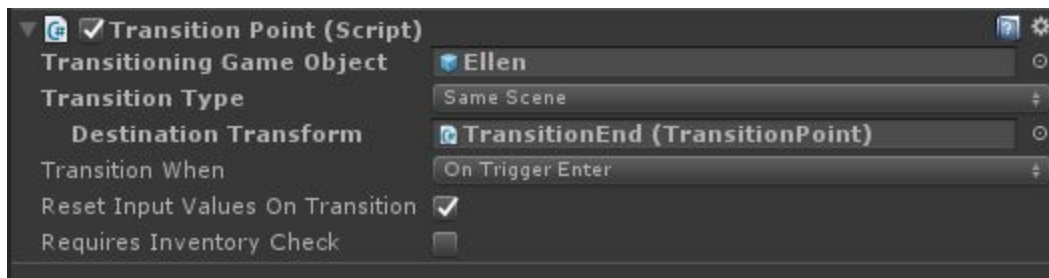 Transition Point (Script)
Transitioning Game Object Ellen
Transition Type Same Scene
Destination Transform TransitionEnd (TransitionPoint)
Transition When On Trigger Enter
Reset Input Values On Transition
Requires Inventory Check